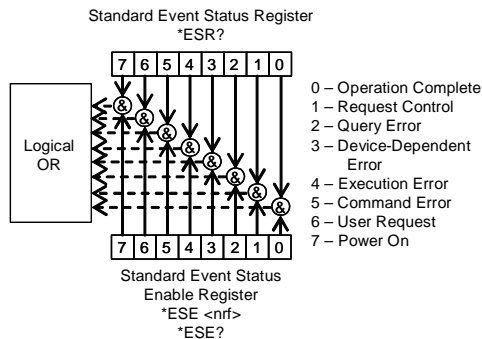 Standard Event Status Register
*ESR?
7 6 5 4 3 2 1 0
&
&
&
&
&
&
&
&
Logical
OR
0 – Operation Complete
1 – Request Control
2 – Query Error
3 – Device-Dependent
Error
4 – Execution Error
5 – Command Error
6 – User Request
7 – Power On
7 6 5 4 3 2 1 0
Standard Event Status
Enable Register
*ESE <nrf>
*ESE?